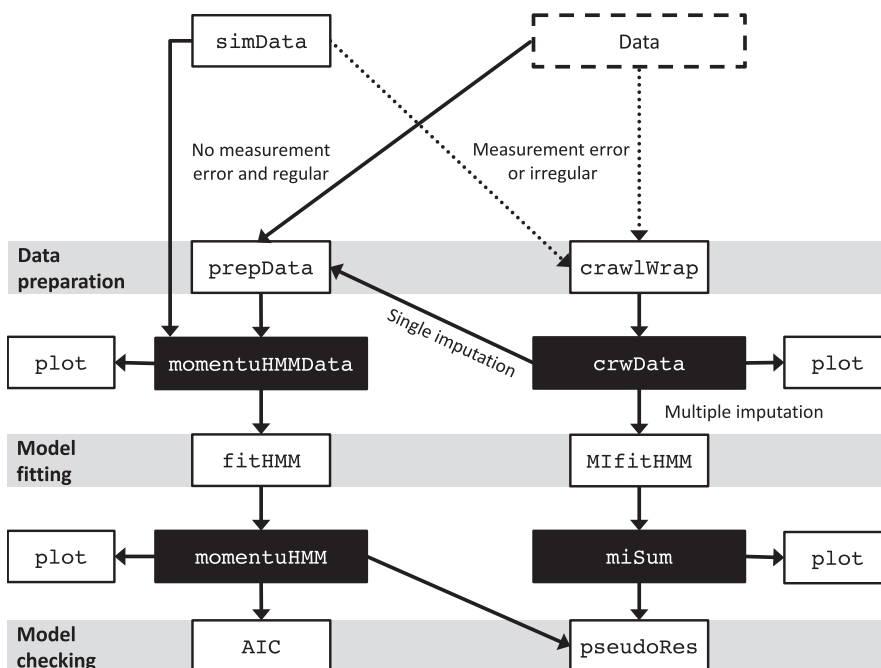 simData
Data
No measurement
error and regular
Measurement error
or irregular
Data
preparation
prepData
crawlWrap
Single imputation
plot
momentuHMMData
crwData
plot
Multiple imputation
Model
fitting
fitHMM
MIfitHMM
plot
momentuHMM
miSum
plot
Model
checking
AIC
pseudoRes